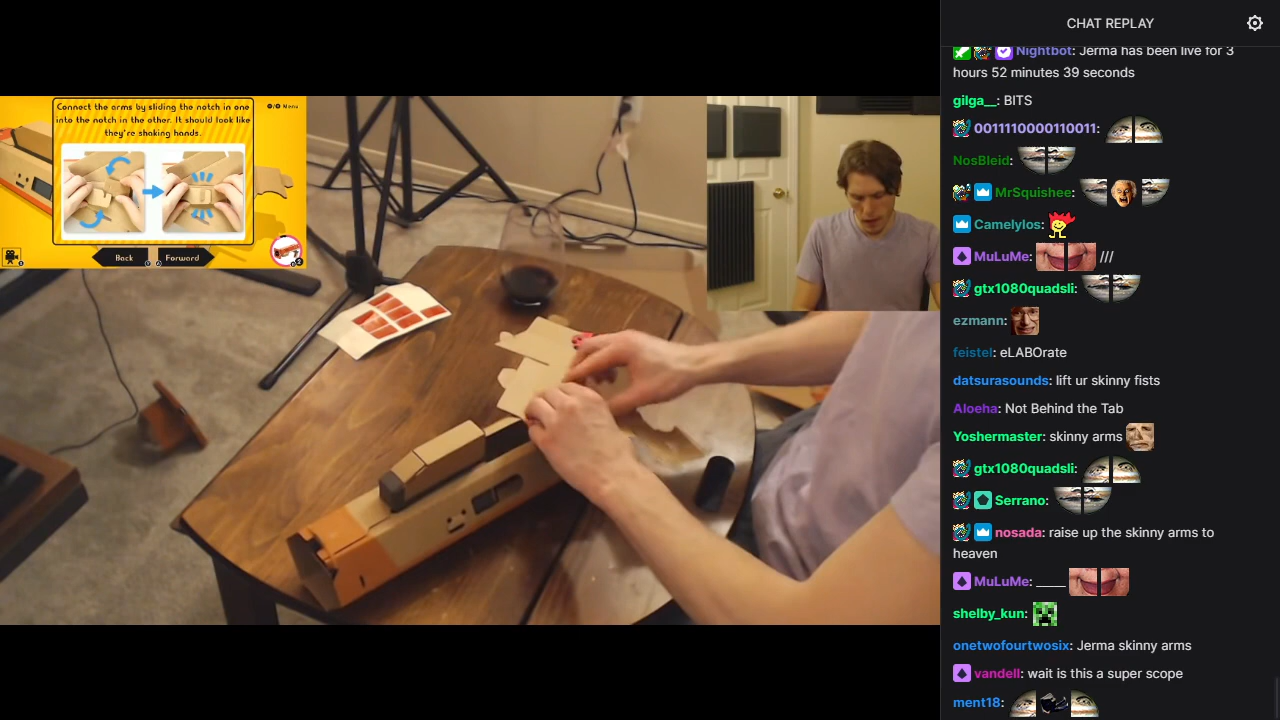 Connect the arms by sliding the notch in one
into the notch in the other. It should look like
they're shaking hands.
Menu
Back
Forward
CHAT REPLAY
Nightbot: Jerma has been live for 3
hours 52 minutes 39 seconds
gilga__: BITS
0011110000110011:
NosBleid:
MrSquishee:
Camelylos:
MuLuMe: ///
gtx1080quadsli:
ezmann:
feistel: eLABOrate
datsurasounds: lift ur skinny fists
Aloeha: Not Behind the Tab
Yoshermaster: skinny arms
gtx1080quadsli:
Serrano:
nosada: raise up the skinny arms to
heaven
MuLuMe: ____
shelby_kun:
onetwofourtwosix: Jerma skinny arms
vandell: wait is this a super scope
ment18: